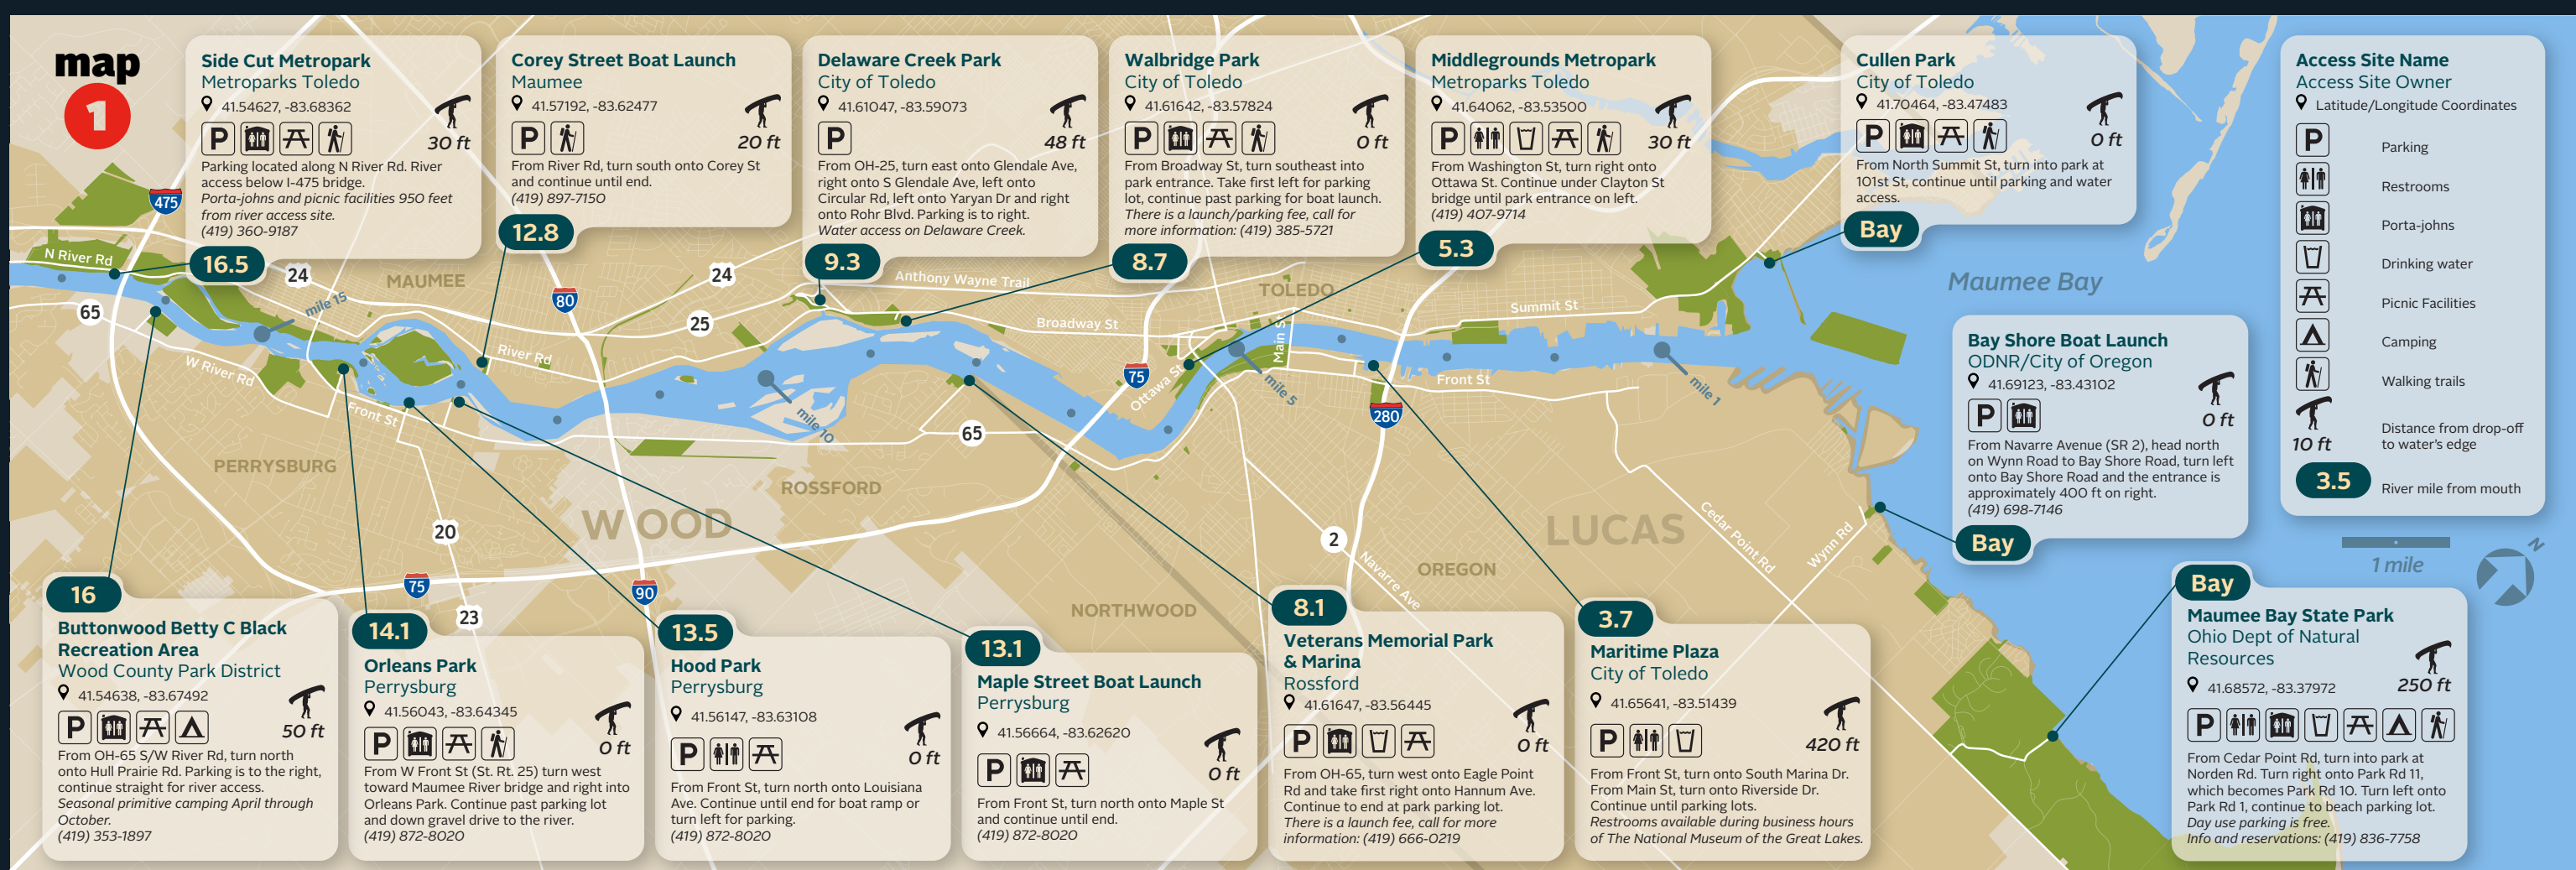 map
1
Side Cut Metropark
Metroparks Toledo
41.54627, -83.68362
P
30 ft
Parking located along N River Rd. River
access below I-475 bridge.
Porta-johns and picnic facilities 950 feet
from river access site.
(419) 360-9187
16.5
Corey Street Boat Launch
Maumee
41.57192, -83.62477
P
20 ft
From River Rd, turn south onto Corey St
and continue until end.
(419) 897-7150
12.8
Delaware Creek Park
City of Toledo
41.61047, -83.59073
P
48 ft
From OH-25, turn east onto Glendale Ave,
right onto S Glendale Ave, left onto
Circular Rd, left onto Yaryan Dr and right
onto Rohr Blvd. Parking is to right.
Water access on Delaware Creek.
9.3
Walbridge Park
City of Toledo
41.61642, -83.57824
P
0 ft
From Broadway St, turn southeast into
park entrance. Take first left for parking
lot, continue past parking for boat launch.
There is a launch/parking fee, call for
more information: (419) 385-5721
8.7
Middlegrounds Metropark
Metroparks Toledo
41.64062, -83.53500
P
30 ft
From Washington St, turn right onto
Ottawa St. Continue under Clayton St
bridge until park entrance on left.
(419) 407-9714
5.3
Cullen Park
City of Toledo
41.70464, -83.47483
P
0 ft
From North Summit St, turn into park at
101st St, continue until parking and water
access.
Bay
Access Site Name
Access Site Owner
Latitude/Longitude Coordinates
P
Parking
Restrooms
Porta-johns
Drinking water
Picnic Facilities
Camping
Walking trails
10 ft
Distance from drop-off
to water's edge
3.5
River mile from mouth
475
N River Rd
65
24
MAUMEE
mile 15
W River Rd
Front St
80
River Rd
24
25
Anthony Wayne Trail
Broadway St
mile 10
75
Ottawa St
TOLEDO
Main St
mile 5
Summit St
Front St
280
mile 1
Maumee Bay
65
PERRYSBURG
ROSSFORD
WOOD
20
75
23
90
NORTHWOOD
2
Navarre Ave
OREGON
LUCAS
Cedar Point Rd
Wynn Rd
Bay Shore Boat Launch
ODNR/City of Oregon
41.69123, -83.43102
P
0 ft
From Navarre Avenue (SR 2), head north
on Wynn Road to Bay Shore Road, turn left
onto Bay Shore Road and the entrance is
approximately 400 ft on right.
(419) 698-7146
Bay
1 mile
N
16
Buttonwood Betty C Black
Recreation Area
Wood County Park District
41.54638, -83.67492
P
50 ft
From OH-65 S/W River Rd, turn north
onto Hull Prairie Rd. Parking is to the right,
continue straight for river access.
Seasonal primitive camping April through
October.
(419) 353-1897
14.1
Orleans Park
Perrysburg
41.56043, -83.64345
P
0 ft
From W Front St (St. Rt. 25) turn west
toward Maumee River bridge and right into
Orleans Park. Continue past parking lot
and down gravel drive to the river.
(419) 872-8020
13.5
Hood Park
Perrysburg
41.56147, -83.63108
P
0 ft
From Front St, turn north onto Louisiana
Ave. Continue until end for boat ramp or
turn left for parking.
(419) 872-8020
13.1
Maple Street Boat Launch
Perrysburg
41.56664, -83.62620
P
0 ft
From Front St, turn north onto Maple St
and continue until end.
(419) 872-8020
8.1
Veterans Memorial Park
& Marina
Rossford
41.61647, -83.56445
P
0 ft
From OH-65, turn west onto Eagle Point
Rd and take first right onto Hannum Ave.
Continue to end at park parking lot.
There is a launch fee, call for more
information: (419) 666-0219
3.7
Maritime Plaza
City of Toledo
41.65641, -83.51439
P
420 ft
From Front St, turn onto South Marina Dr.
From Main St, turn onto Riverside Dr.
Continue until parking lots.
Restrooms available during business hours
of The National Museum of the Great Lakes.
Bay
Maumee Bay State Park
Ohio Dept of Natural
Resources
41.68572, -83.37972
P
250 ft
From Cedar Point Rd, turn into park at
Norden Rd. Turn right onto Park Rd 11,
which becomes Park Rd 10. Turn left onto
Park Rd 1, continue to beach parking lot.
Day use parking is free.
Info and reservations: (419) 836-7758